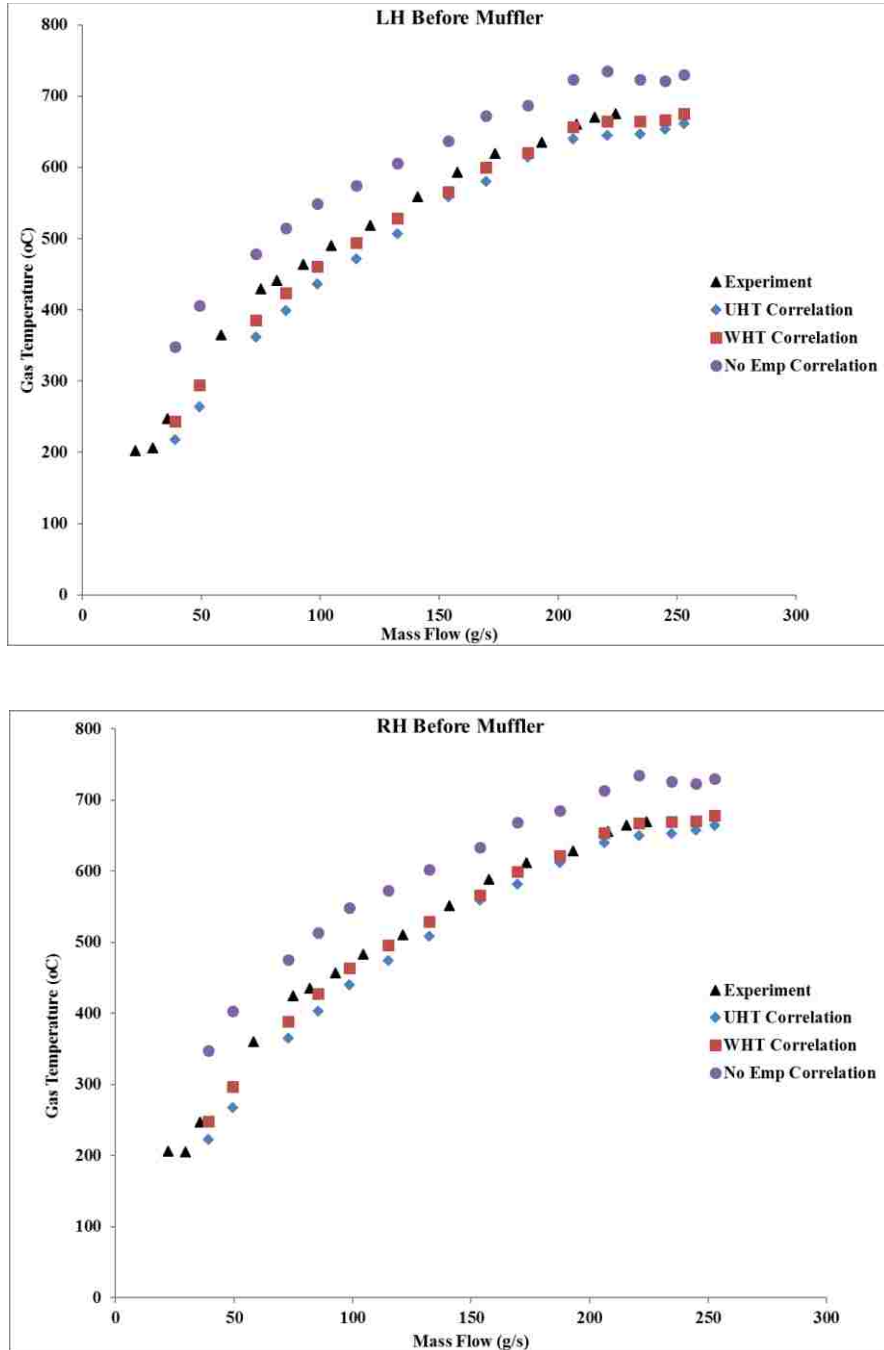 LH Before Muffler
800
700
600
500
400
300
200
100
0
Gas Temperature (oC)
0 50 100 150 200 250 300
Mass Flow (g/s)
Experiment
UHT Correlation
WHT Correlation
No Emp Correlation
RH Before Muffler
800
700
600
500
400
300
200
100
0
Gas Temperature (oC)
0 50 100 150 200 250 300
Mass Flow (g/s)
Experiment
UHT Correlation
WHT Correlation
No Emp Correlation